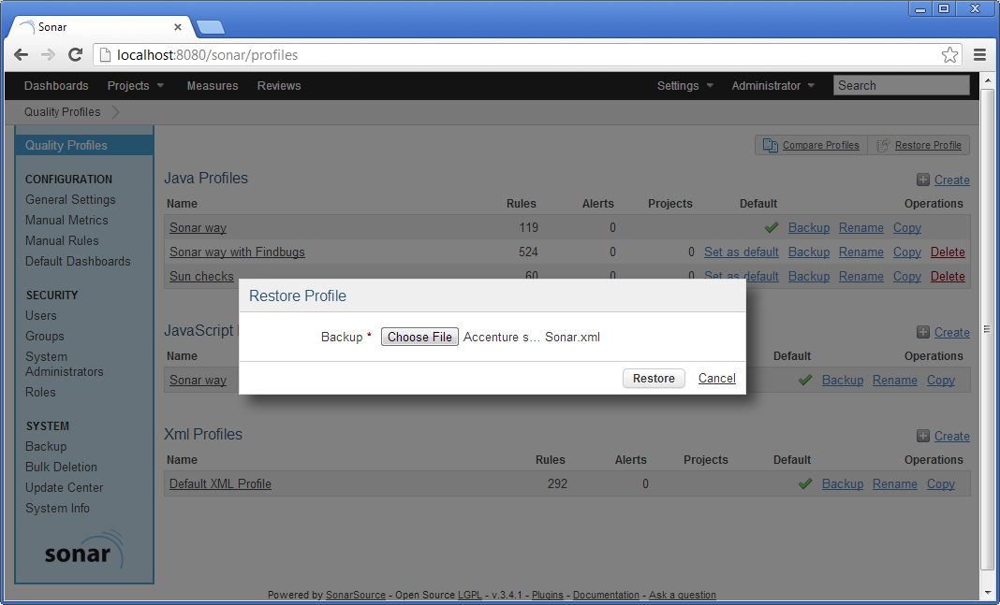 Sonar
localhost:8080/sonar/profiles
Dashboards Projects Measures Reviews Settings Administrator Search
Quality Profiles
Quality Profiles
CONFIGURATION
General Settings
Manual Metrics
Manual Rules
Default Dashboards
SECURITY
Users
Groups
System
Administrators
Roles
SYSTEM
Backup
Bulk Deletion
Update Center
System Info
sonar
Compare Profiles Restore Profile
Java Profiles Create
Name Rules Alerts Projects Default Operations
Sonar way 119 0 Backup Rename Copy
Sonar way with Findbugs 524 0 0 Set as default Backup Rename Copy Delete
Sun checks 60 0 0 Set as default Backup Rename Copy Delete
Restore Profile
Backup * Choose File Accenture s... Sonar.xml
Restore Cancel
JavaScript Create
Name Default Operations
Sonar way Backup Rename Copy
Xml Profiles Create
Name Rules Alerts Projects Default Operations
Default XML Profile 292 0 Backup Rename Copy
Powered by SonarSource - Open Source LGPL - v.3.4.1 - Plugins - Documentation - Ask a question